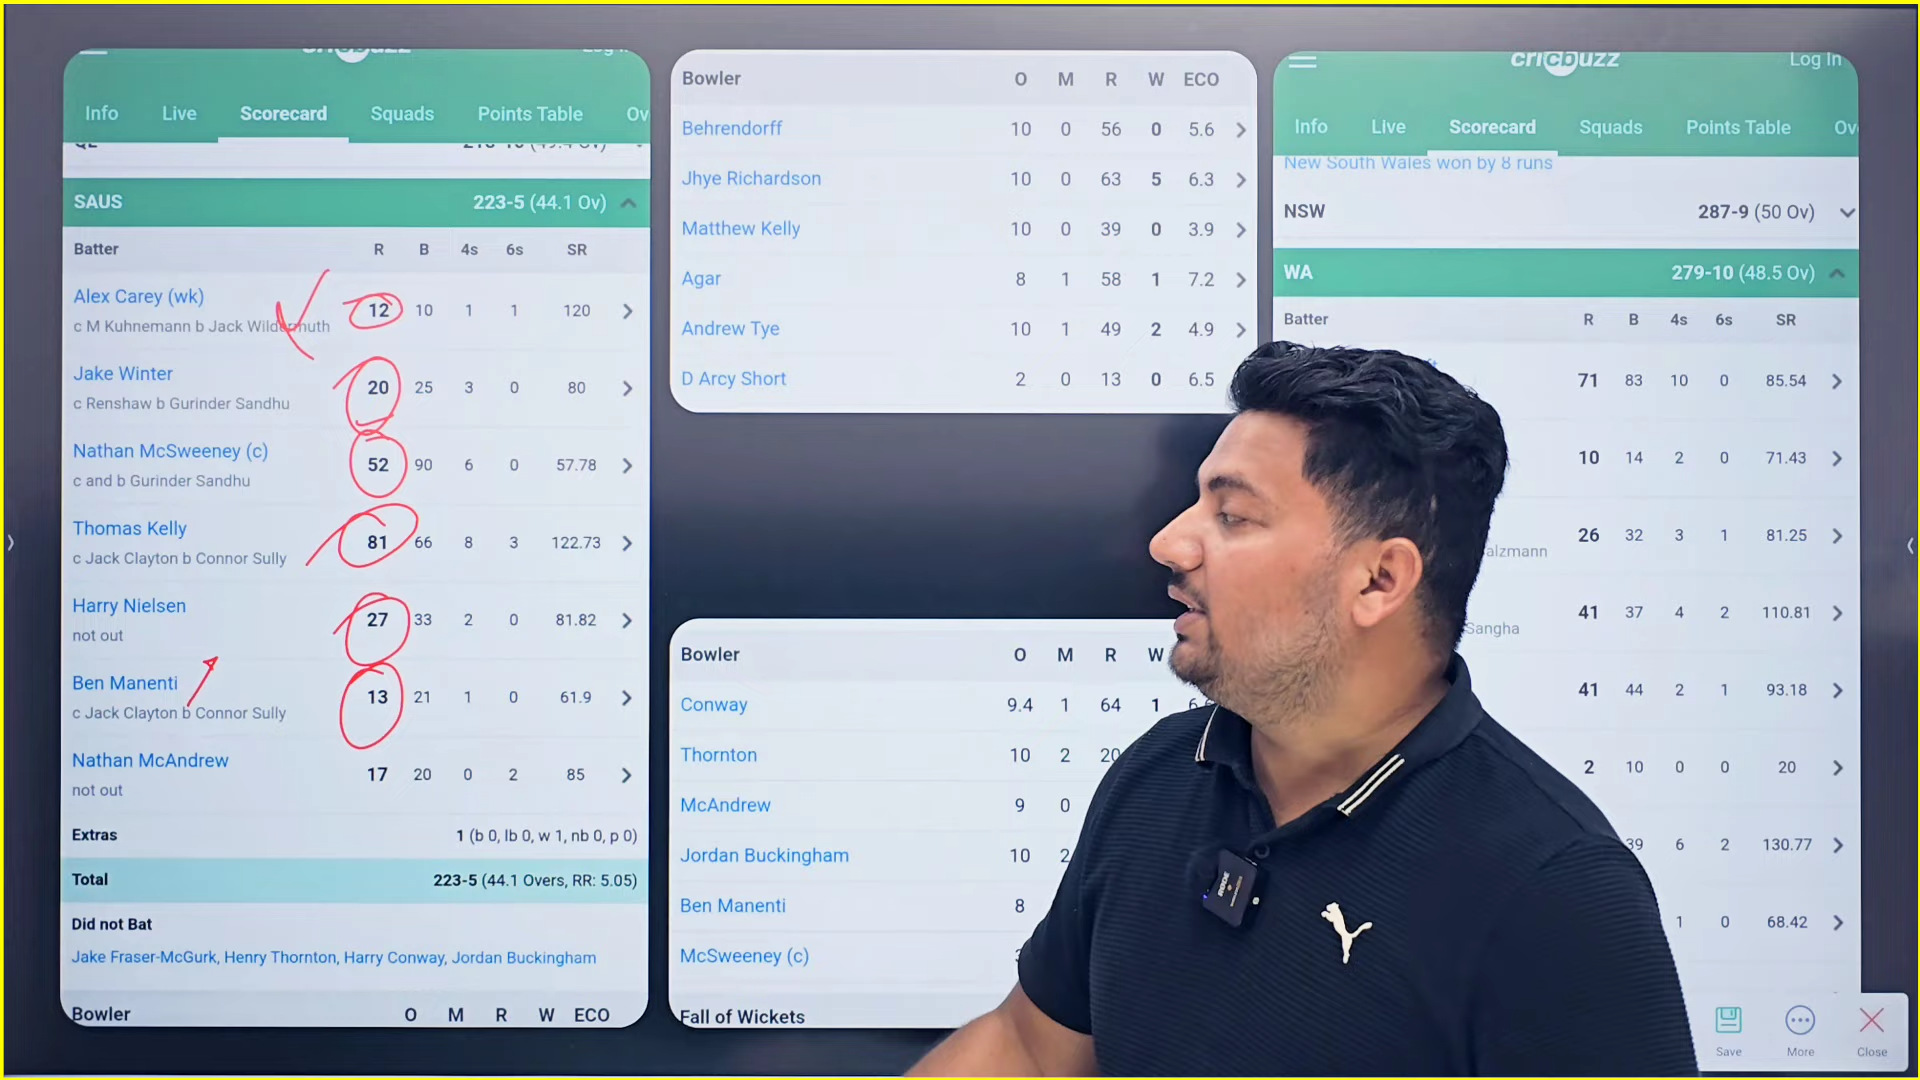 cricbuzz
Log In
Info Live Scorecard Squads Points Table Ov
SAUS 223-5 (44.1 Ov)
Batter R B 4s 6s SR
Alex Carey (wk) 12 10 1 1 120
c M Kuhnemann b Jack Wildermuth
Jake Winter 20 25 3 0 80
c Renshaw b Gurinder Sandhu
Nathan McSweeney (c) 52 90 6 0 57.78
c and b Gurinder Sandhu
Thomas Kelly 81 66 8 3 122.73
c Jack Clayton b Connor Sully
Harry Nielsen 27 33 2 0 81.82
not out
Ben Manenti 13 21 1 0 61.9
c Jack Clayton b Connor Sully
Nathan McAndrew 17 20 0 2 85
not out
Extras 1 (b 0, lb 0, w 1, nb 0, p 0)
Total 223-5 (44.1 Overs, RR: 5.05)
Did not Bat
Jake Fraser-McGurk, Henry Thornton, Harry Conway, Jordan Buckingham
Bowler O M R W ECO
Bowler O M R W ECO
Behrendorff 10 0 56 0 5.6
Jhye Richardson 10 0 63 5 6.3
Matthew Kelly 10 0 39 0 3.9
Agar 8 1 58 1 7.2
Andrew Tye 10 1 49 2 4.9
D Arcy Short 2 0 13 0 6.5
Bowler O M R W
Conway 9.4 1 64 1
Thornton 10 2 20
McAndrew 9 0
Jordan Buckingham 10 2
Ben Manenti 8
McSweeney (c)
Fall of Wickets
cricbuzz
Log In
Info Live Scorecard Squads Points Table Ov
New South Wales won by 8 runs
NSW 287-9 (50 Ov)
WA 279-10 (48.5 Ov)
Batter R B 4s 6s SR
71 83 10 0 85.54
10 14 2 0 71.43
26 32 3 1 81.25
alzmann
41 37 4 2 110.81
Sangha
41 44 2 1 93.18
2 10 0 0 20
39 6 2 130.77
1 0 68.42
RODE
Save More Close